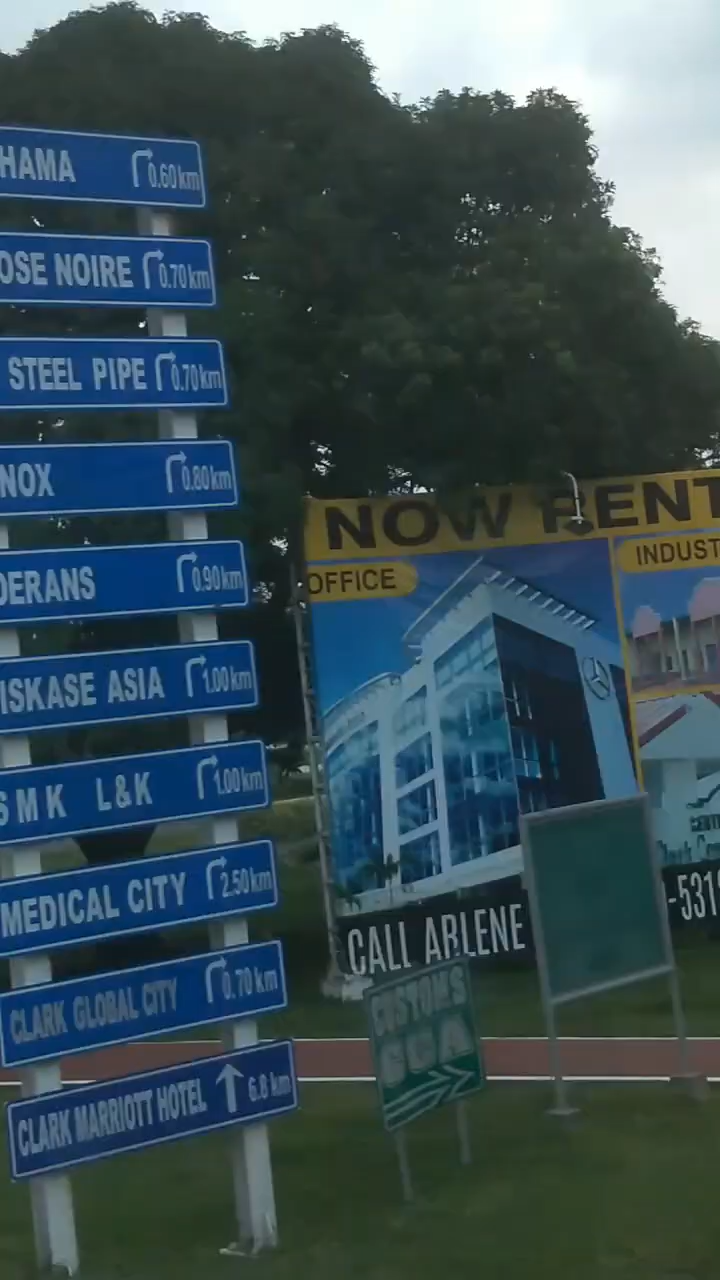 HAMA 0.60km
OSE NOIRE 0.70km
STEEL PIPE 0.70km
NOX 0.80km
DERANS 0.90km
ISKASE ASIA 1.00km
SMK L&K 1.00km
MEDICAL CITY 2.50km
CLARK GLOBAL CITY 0.70km
CLARK MARRIOTT HOTEL 6.8 km
NOW RENT
OFFICE
INDUST
CALL ARLENE
-531
CUSTOMS